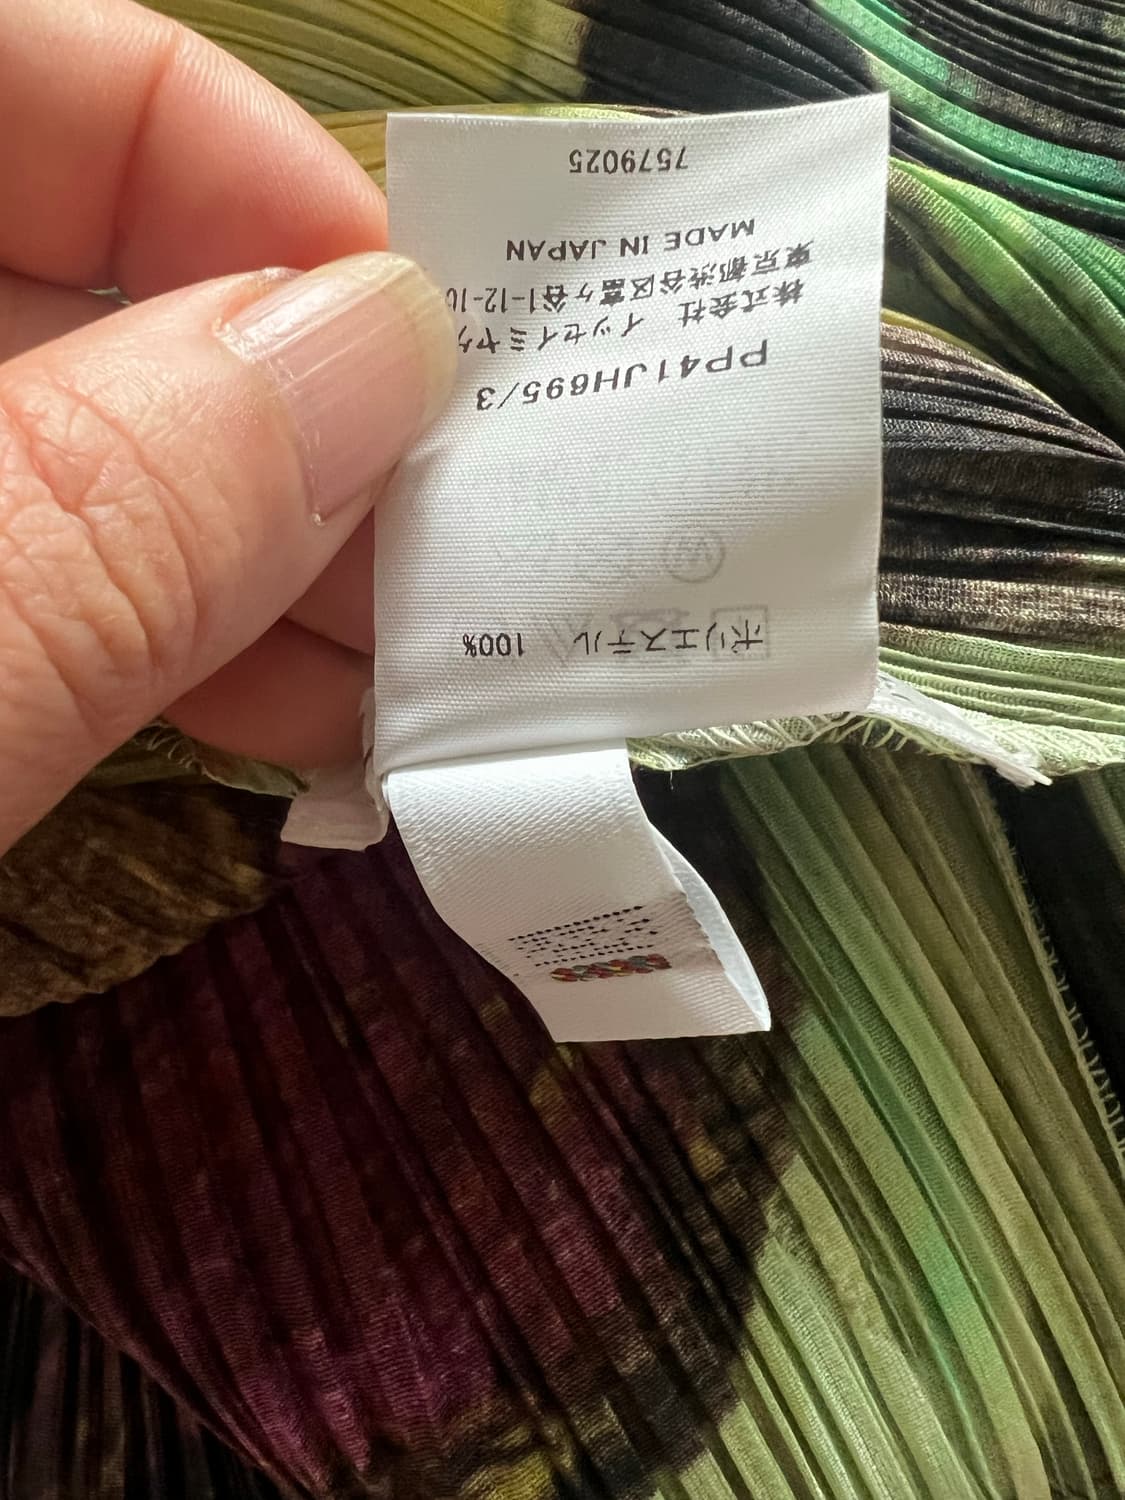 ポリエステル 100%
PP41JH695/3
株式会社 イッセイミヤケ
東京都渋谷区富ヶ谷1-12-10
MADE IN JAPAN
7579025